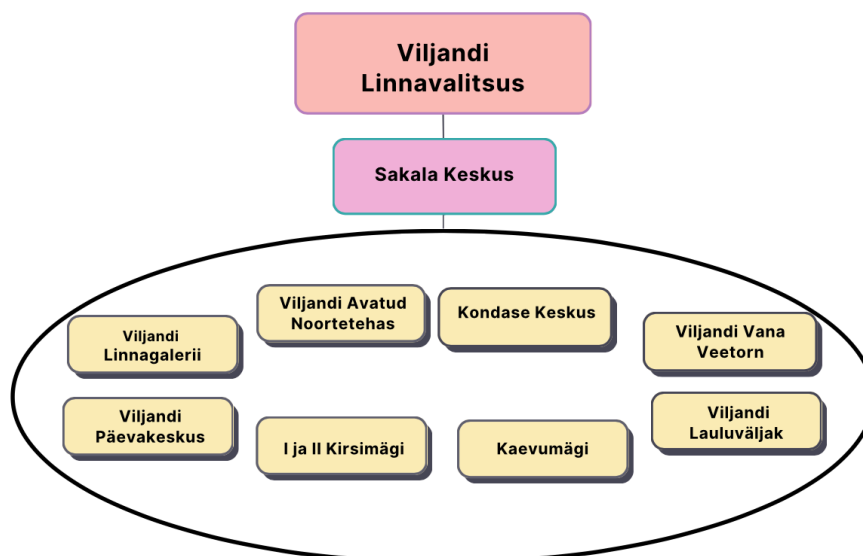 Viljandi
Linnavalitsus
Sakala Keskus
Viljandi Avatud
Noortetehas
Kondase Keskus
Viljandi
Linnagalerii
Viljandi Vana
Veetorn
Viljandi
Päevakeskus
I ja II Kirsimägi
Kaevumägi
Viljandi
Lauluväljak